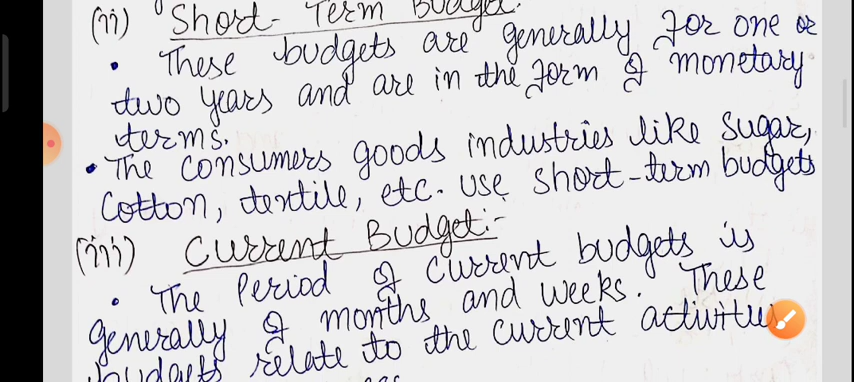 (ii) Short-Term Budget:
• These budgets are generally for one or
two years and are in the form of monetary
terms.
• The consumers goods industries like Sugar,
Cotton, textile, etc. use short-term budgets
(iii) Current Budget:-
• The Period of current budgets is
generally of months and weeks. These
budgets relate to the current